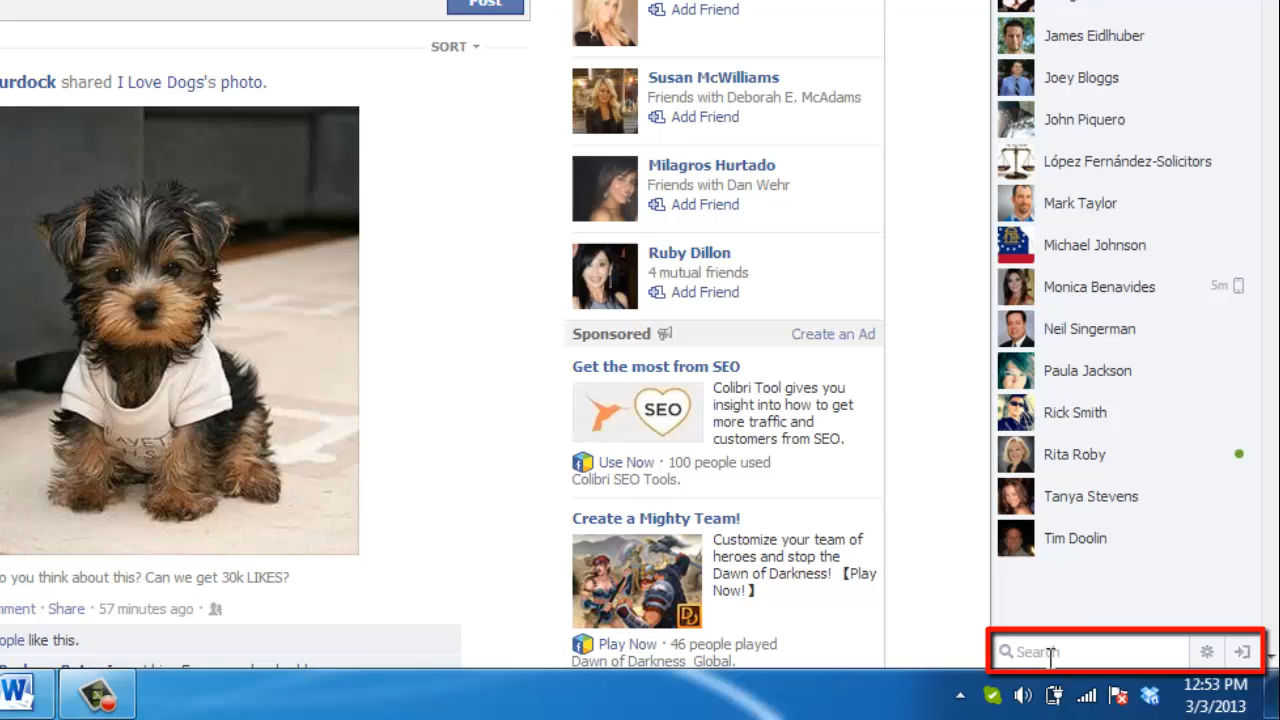 Post
SORT
urdock shared I Love Dogs's photo.
o you think about this? Can we get 30k LIKES?
mment · Share · 57 minutes ago ·
ople like this.
Add Friend
Susan McWilliams
Friends with Deborah E. McAdams
Add Friend
Milagros Hurtado
Friends with Dan Wehr
Add Friend
Ruby Dillon
4 mutual friends
Add Friend
Sponsored
Create an Ad
Get the most from SEO
SEO
Colibri Tool gives you
insight into how to get
more traffic and
customers from SEO.
Use Now · 100 people used
Colibri SEO Tools.
Create a Mighty Team!
Customize your team of
heroes and stop the
Dawn of Darkness! 【Play
Now! 】
Play Now · 46 people played
Dawn of Darkness Global.
James Eidlhuber
Joey Bloggs
John Piquero
López Fernández-Solicitors
Mark Taylor
Michael Johnson
Monica Benavides 5m
Neil Singerman
Paula Jackson
Rick Smith
Rita Roby
Tanya Stevens
Tim Doolin
Search
W
12:53 PM
3/3/2013